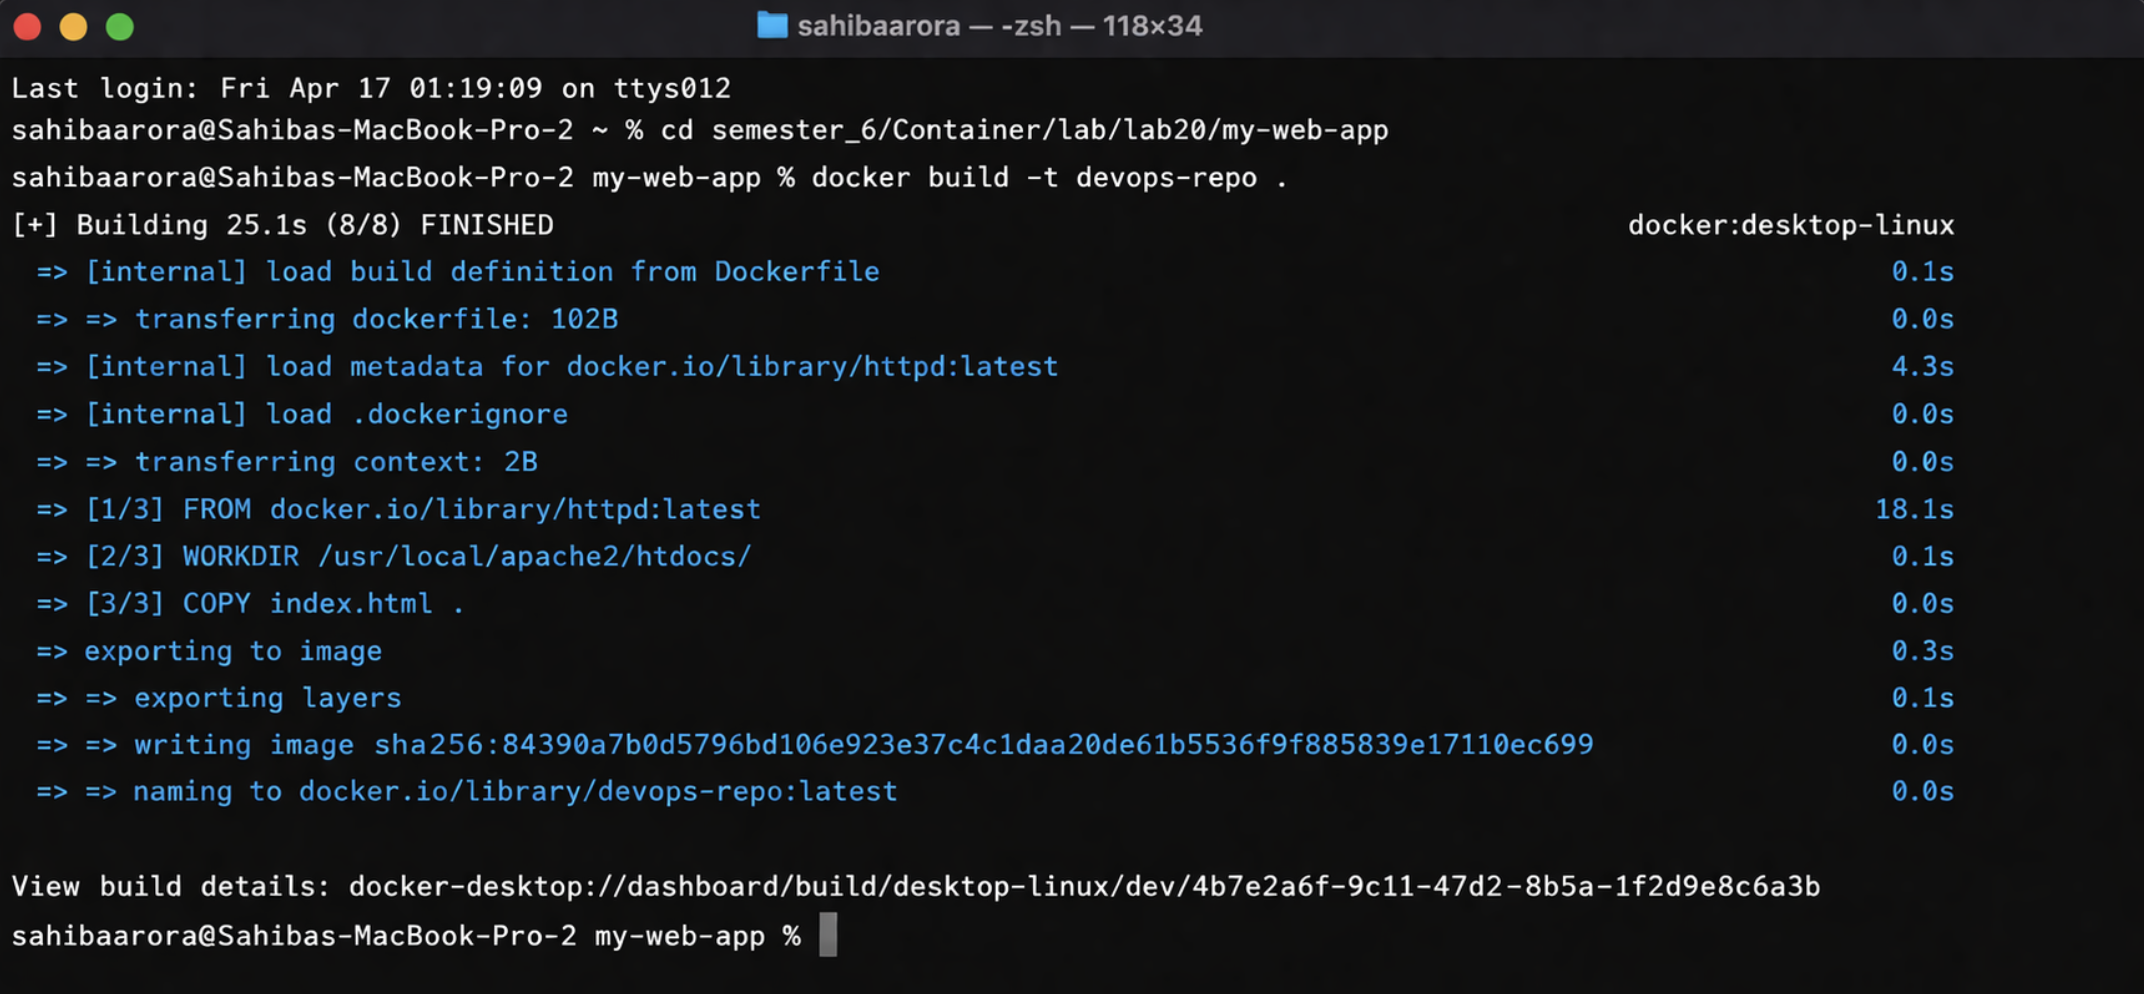 sahibaarora — -zsh — 118×34
Last login: Fri Apr 17 01:19:09 on ttys012
sahibaarora@Sahibas-MacBook-Pro-2 ~ % cd semester_6/Container/lab/lab20/my-web-app
sahibaarora@Sahibas-MacBook-Pro-2 my-web-app % docker build -t devops-repo .
[+] Building 25.1s (8/8) FINISHED docker:desktop-linux
=> [internal] load build definition from Dockerfile 0.1s
=> => transferring dockerfile: 102B 0.0s
=> [internal] load metadata for docker.io/library/httpd:latest 4.3s
=> [internal] load .dockerignore 0.0s
=> => transferring context: 2B 0.0s
=> [1/3] FROM docker.io/library/httpd:latest 18.1s
=> [2/3] WORKDIR /usr/local/apache2/htdocs/ 0.1s
=> [3/3] COPY index.html . 0.0s
=> exporting to image 0.3s
=> => exporting layers 0.1s
=> => writing image sha256:84390a7b0d5796bd106e923e37c4c1daa20de61b5536f9f885839e17110ec699 0.0s
=> => naming to docker.io/library/devops-repo:latest 0.0s
View build details: docker-desktop://dashboard/build/desktop-linux/dev/4b7e2a6f-9c11-47d2-8b5a-1f2d9e8c6a3b
sahibaarora@Sahibas-MacBook-Pro-2 my-web-app %